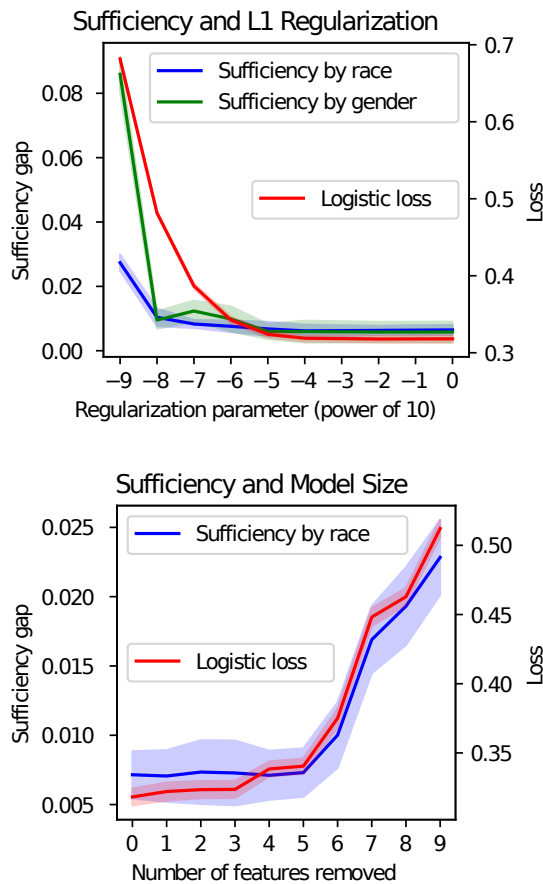 Sufficiency and L1 Regularization
Sufficiency by race
Sufficiency by gender
Logistic loss
Sufficiency gap
0.08
0.06
0.04
0.02
0.00
Loss
0.7
0.6
0.5
0.4
0.3
−9 −8 −7 −6 −5 −4 −3 −2 −1 0
Regularization parameter (power of 10)
Sufficiency and Model Size
Sufficiency by race
Logistic loss
Sufficiency gap
0.025
0.020
0.015
0.010
0.005
Loss
0.50
0.45
0.40
0.35
0 1 2 3 4 5 6 7 8 9
Number of features removed